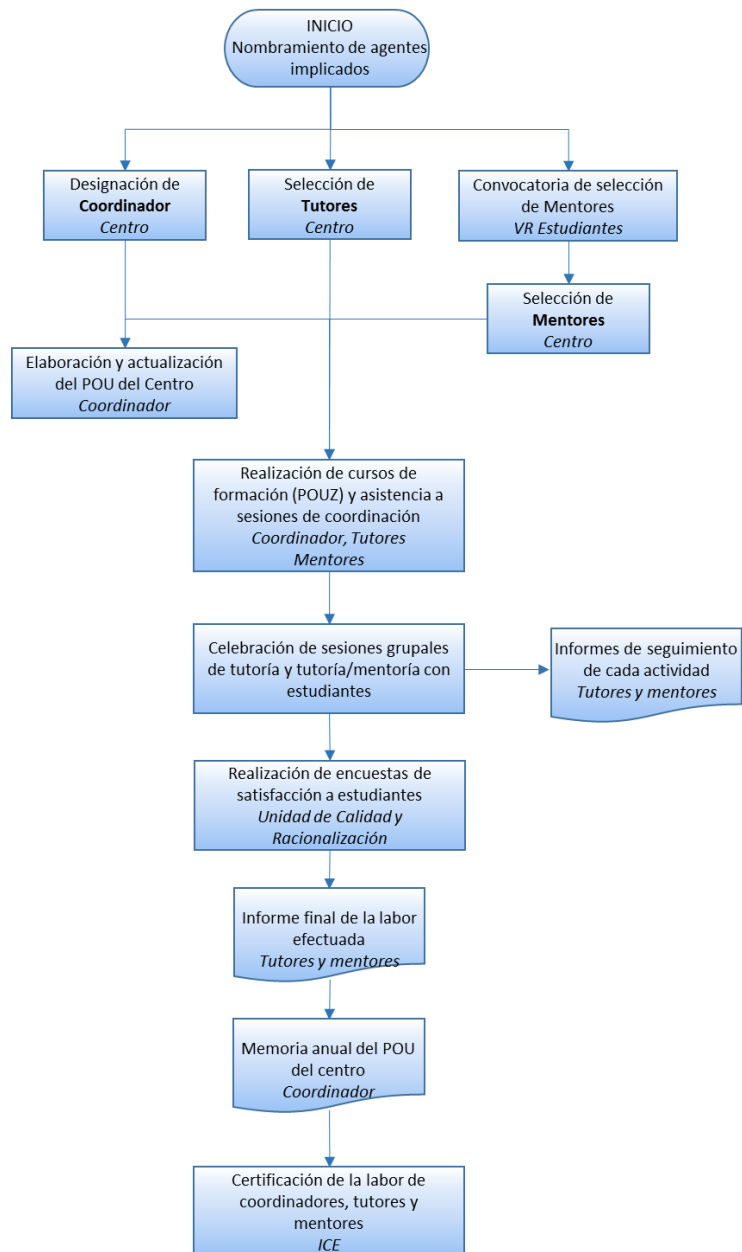 INICIO
Nombramiento de agentes
implicados
Designación de
Coordinador
Centro
Selección de
Tutores
Centro
Convocatoria de selección
de Mentores
VR Estudiantes
Selección de
Mentores
Centro
Elaboración y actualización
del POU del Centro
Coordinador
Realización de cursos de
formación (POUZ) y asistencia a
sesiones de coordinación
Coordinador, Tutores
Mentores
Celebración de sesiones grupales
de tutoría y tutoría/mentoría con
estudiantes
Informes de seguimiento
de cada actividad
Tutores y mentores
Realización de encuestas de
satisfacción a estudiantes
Unidad de Calidad y
Racionalización
Informe final de la labor
efectuada
Tutores y mentores
Memoria anual del POU
del centro
Coordinador
Certificación de la labor de
coordinadores, tutores y
mentores
ICE